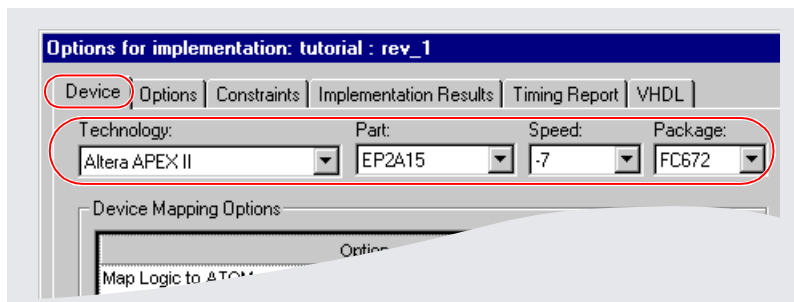 Options for implementation: tutorial : rev_1
Device Options Constraints Implementation Results Timing Report VHDL
Technology: Part: Speed: Package:
Altera APEX II EP2A15 -7 FC672
Device Mapping Options
Option
Map Logic to ATOM